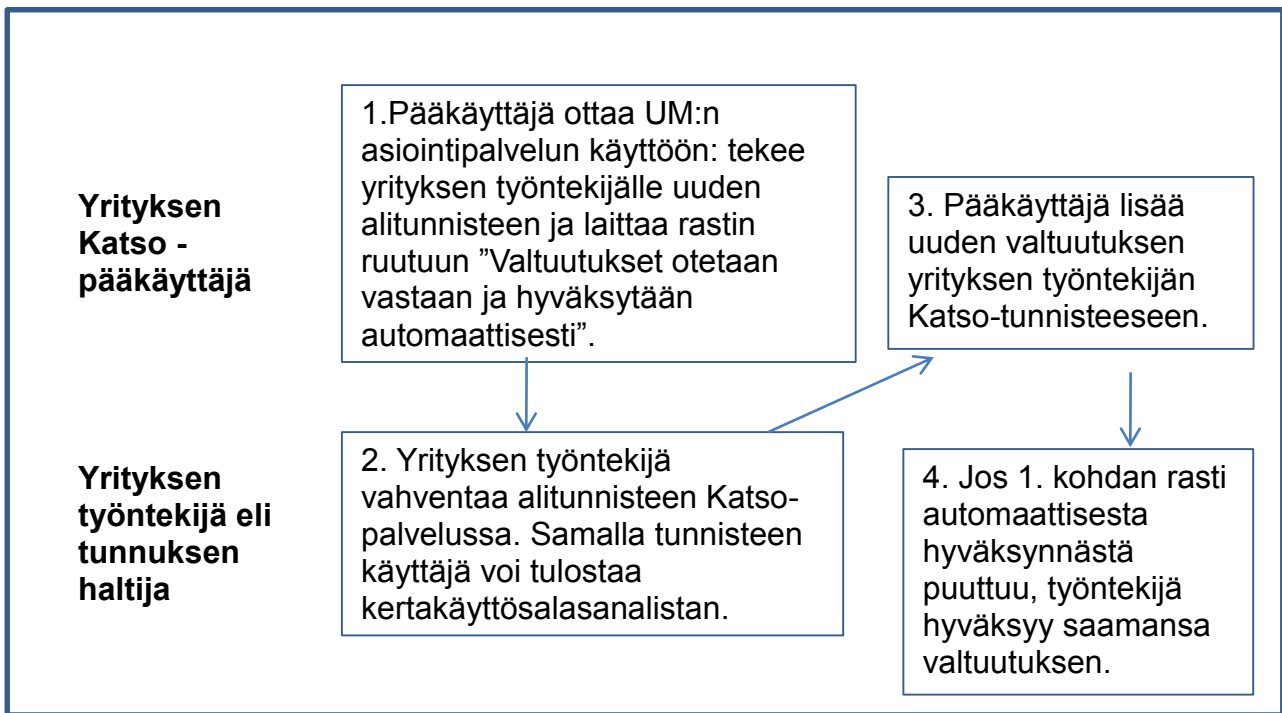 Yrityksen
Katso -
pääkäyttäjä
1.Pääkäyttäjä ottaa UM:n
asiointipalvelun käyttöön: tekee
yrityksen työntekijälle uuden
alitunnisteen ja laittaa rastin
ruutuun ”Valtuutukset otetaan
vastaan ja hyväksytään
automaattisesti”.
Yrityksen
työntekijä eli
tunnuksen
haltija
2. Yrityksen työntekijä
vahventaa alitunnisteen Katso-
palvelussa. Samalla tunnisteen
käyttäjä voi tulostaa
kertakäyttösalasanalistan.
3. Pääkäyttäjä lisää
uuden valtuutuksen
yrityksen työntekijän
Katso-tunnisteeseen.
4. Jos 1. kohdan rasti
automaattisesta
hyväksynnästä
puuttuu, työntekijä
hyväksyy saamansa
valtuutuksen.